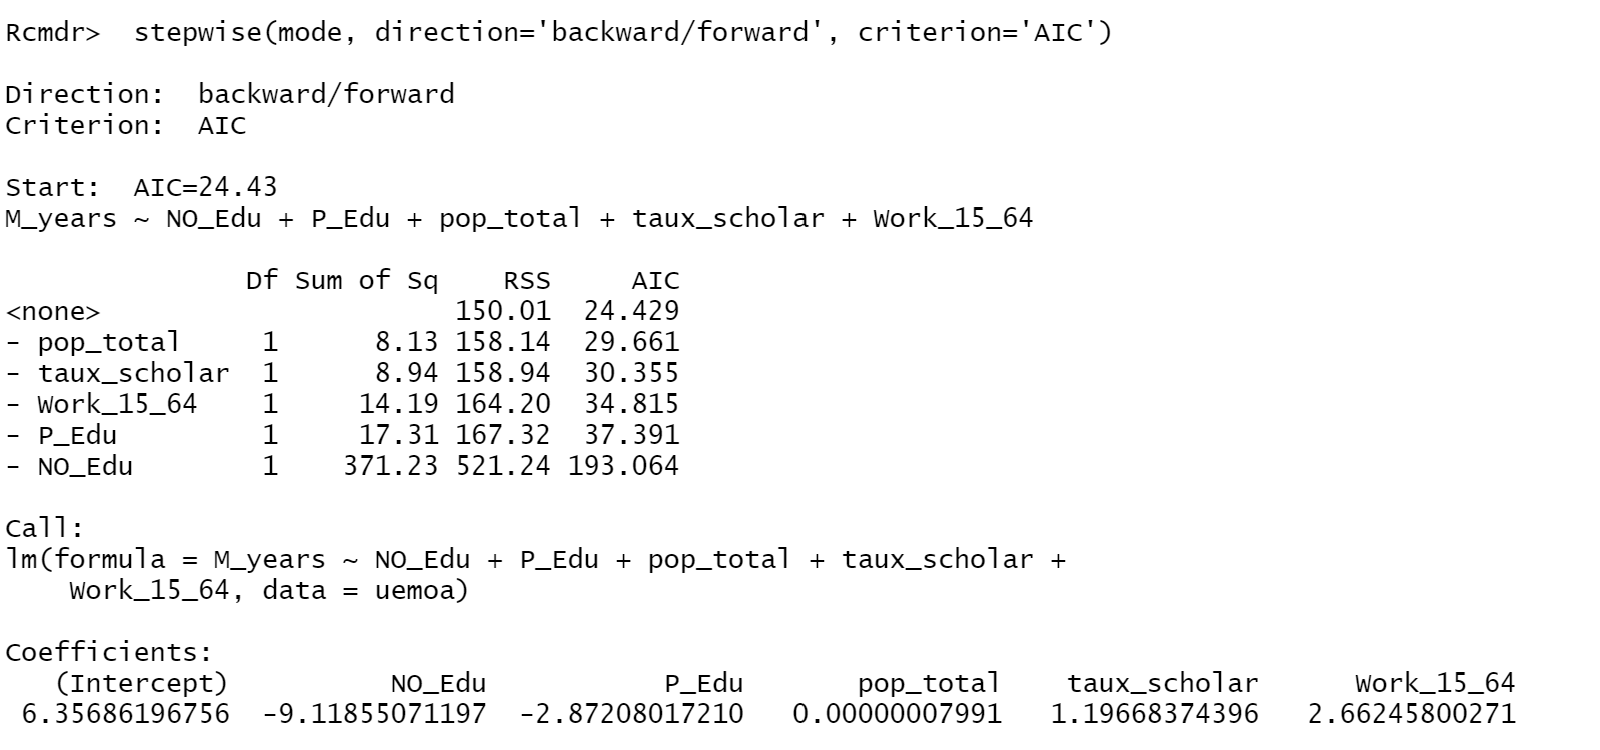 Rcmdr>  stepwise(mode, direction='backward/forward', criterion='AIC')
Direction:  backward/forward
Criterion:  AIC
Start:  AIC=24.43
M_years ~ NO_Edu + P_Edu + pop_total + taux_scholar + Work_15_64
               Df Sum of Sq    RSS     AIC
<none>                      150.01  24.429
- pop_total     1      8.13 158.14  29.661
- taux_scholar  1      8.94 158.94  30.355
- Work_15_64    1     14.19 164.20  34.815
- P_Edu         1     17.31 167.32  37.391
- NO_Edu        1    371.23 521.24 193.064
Call:
lm(formula = M_years ~ NO_Edu + P_Edu + pop_total + taux_scholar +
    Work_15_64, data = uemoa)
Coefficients:
   (Intercept)          NO_Edu           P_Edu       pop_total    taux_scholar      Work_15_64
 6.35686196756  -9.11855071197  -2.87208017210   0.00000007991   1.19668374396   2.66245800271